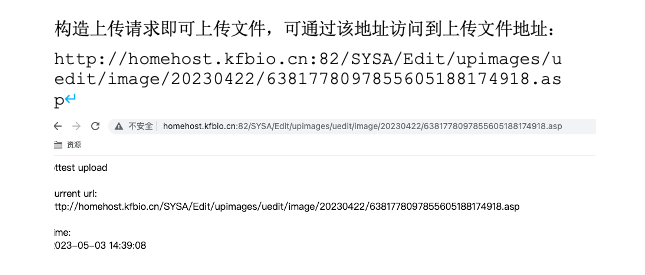 构造上传请求即可上传文件，可通过该地址访问到上传文件地址：
http://homehost.kfbio.cn:82/SYSA/Edit/upimages/u
edit/image/20230422/6381778097855605188174918.as
p↵
不安全 homehost.kfbio.cn:82/SYSA/Edit/upimages/uedit/image/20230422/6381778097855605188174918.asp
资源
ttest upload
urrent url:
ttp://homehost.kfbio.cn/SYSA/Edit/upimages/uedit/image/20230422/6381778097855605188174918.asp
ime:
023-05-03 14:39:08